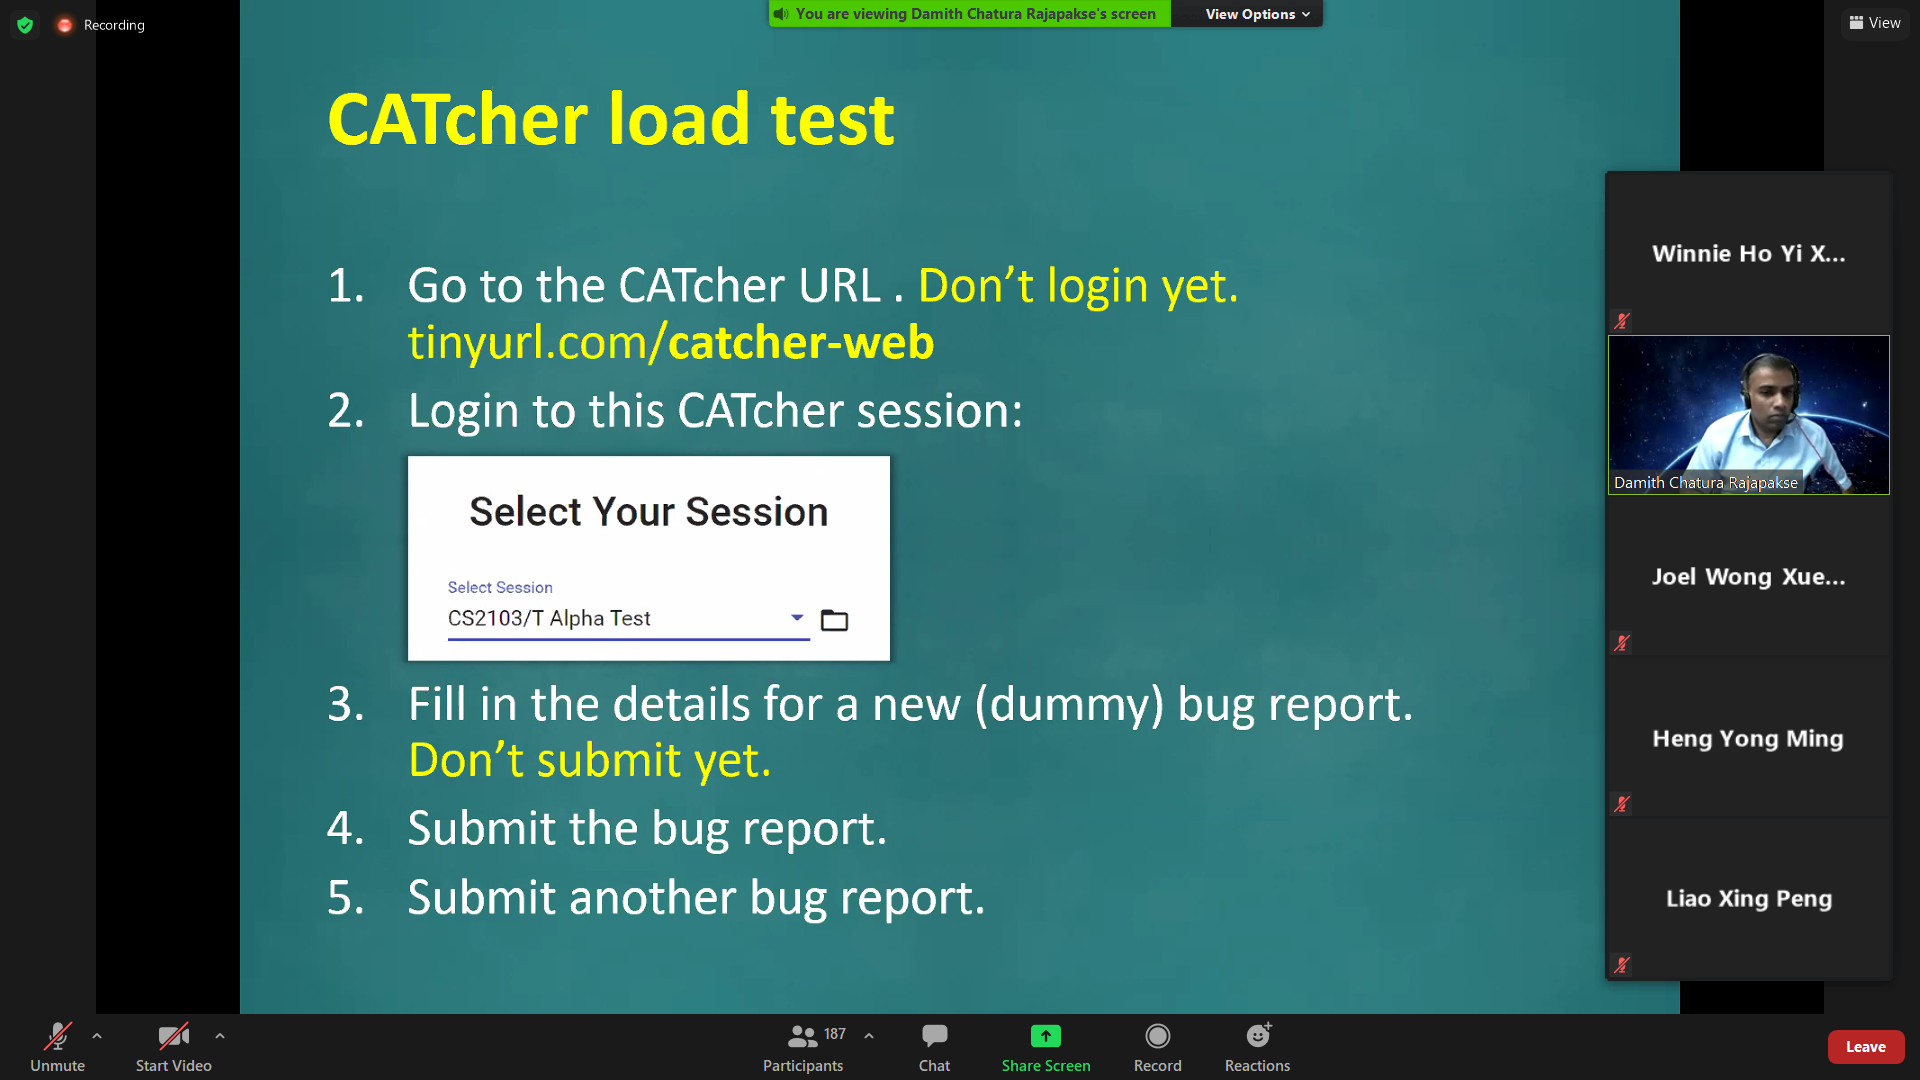 Recording
You are viewing Damith Chatura Rajapakse's screen
View Options
View
CATcher load test
1. Go to the CATcher URL . Don't login yet.
tinyurl.com/catcher-web
2. Login to this CATcher session:
Select Your Session
Select Session
CS2103/T Alpha Test
3. Fill in the details for a new (dummy) bug report.
Don't submit yet.
4. Submit the bug report.
5. Submit another bug report.
Winnie Ho Yi X...
Damith Chatura Rajapakse
Joel Wong Xue...
Heng Yong Ming
Liao Xing Peng
Unmute
Start Video
187
Participants
Chat
Share Screen
Record
Reactions
Leave